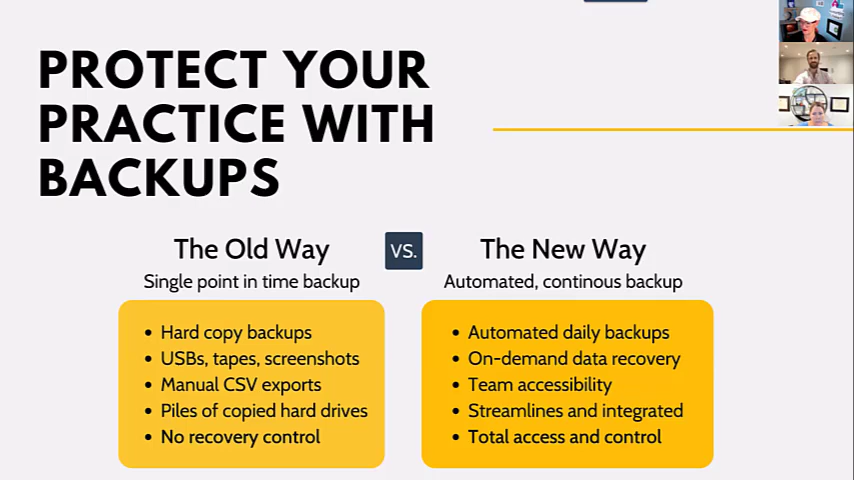 PROTECT YOUR
PRACTICE WITH
BACKUPS
The Old Way
VS.
The New Way
Single point in time backup
Automated, continous backup
• Hard copy backups
• USBs, tapes, screenshots
• Manual CSV exports
• Piles of copied hard drives
• No recovery control
• Automated daily backups
• On-demand data recovery
• Team accessibility
• Streamlines and integrated
• Total access and control